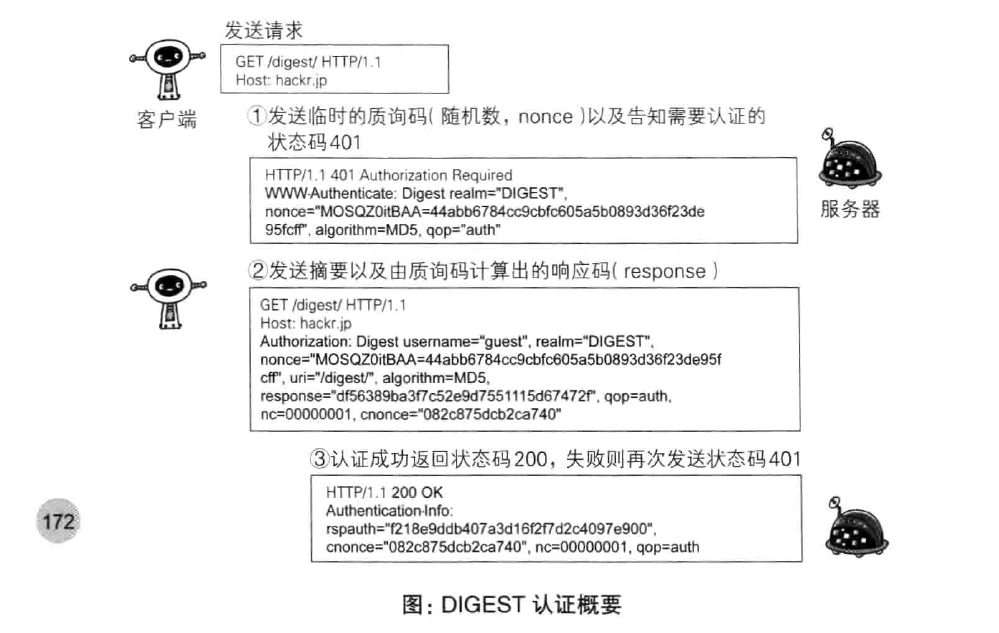 发送请求
GET /digest/ HTTP/1.1
Host: hackr.jp
客户端
①发送临时的质询码(随机数，nonce)以及告知需要认证的
状态码401
HTTP/1.1 401 Authorization Required
WWW-Authenticate: Digest realm="DIGEST",
nonce="MOSQZ0itBAA=44abb6784cc9cbfc605a5b0893d36f23de
95fcff", algorithm=MD5, qop="auth"
服务器
②发送摘要以及由质询码计算出的响应码(response)
GET /digest/ HTTP/1.1
Host: hackr.jp
Authorization: Digest username="guest", realm="DIGEST",
nonce="MOSQZ0itBAA=44abb6784cc9cbfc605a5b0893d36f23de95f
cff", uri="/digest/", algorithm=MD5,
response="df56389ba3f7c52e9d7551115d67472f", qop=auth,
nc=00000001, cnonce="082c875dcb2ca740"
③认证成功返回状态码200，失败则再次发送状态码401
HTTP/1.1 200 OK
Authentication-Info:
rspauth="f218e9ddb407a3d16f2f7d2c4097e900",
cnonce="082c875dcb2ca740", nc=00000001, qop=auth
172
图：DIGEST 认证概要